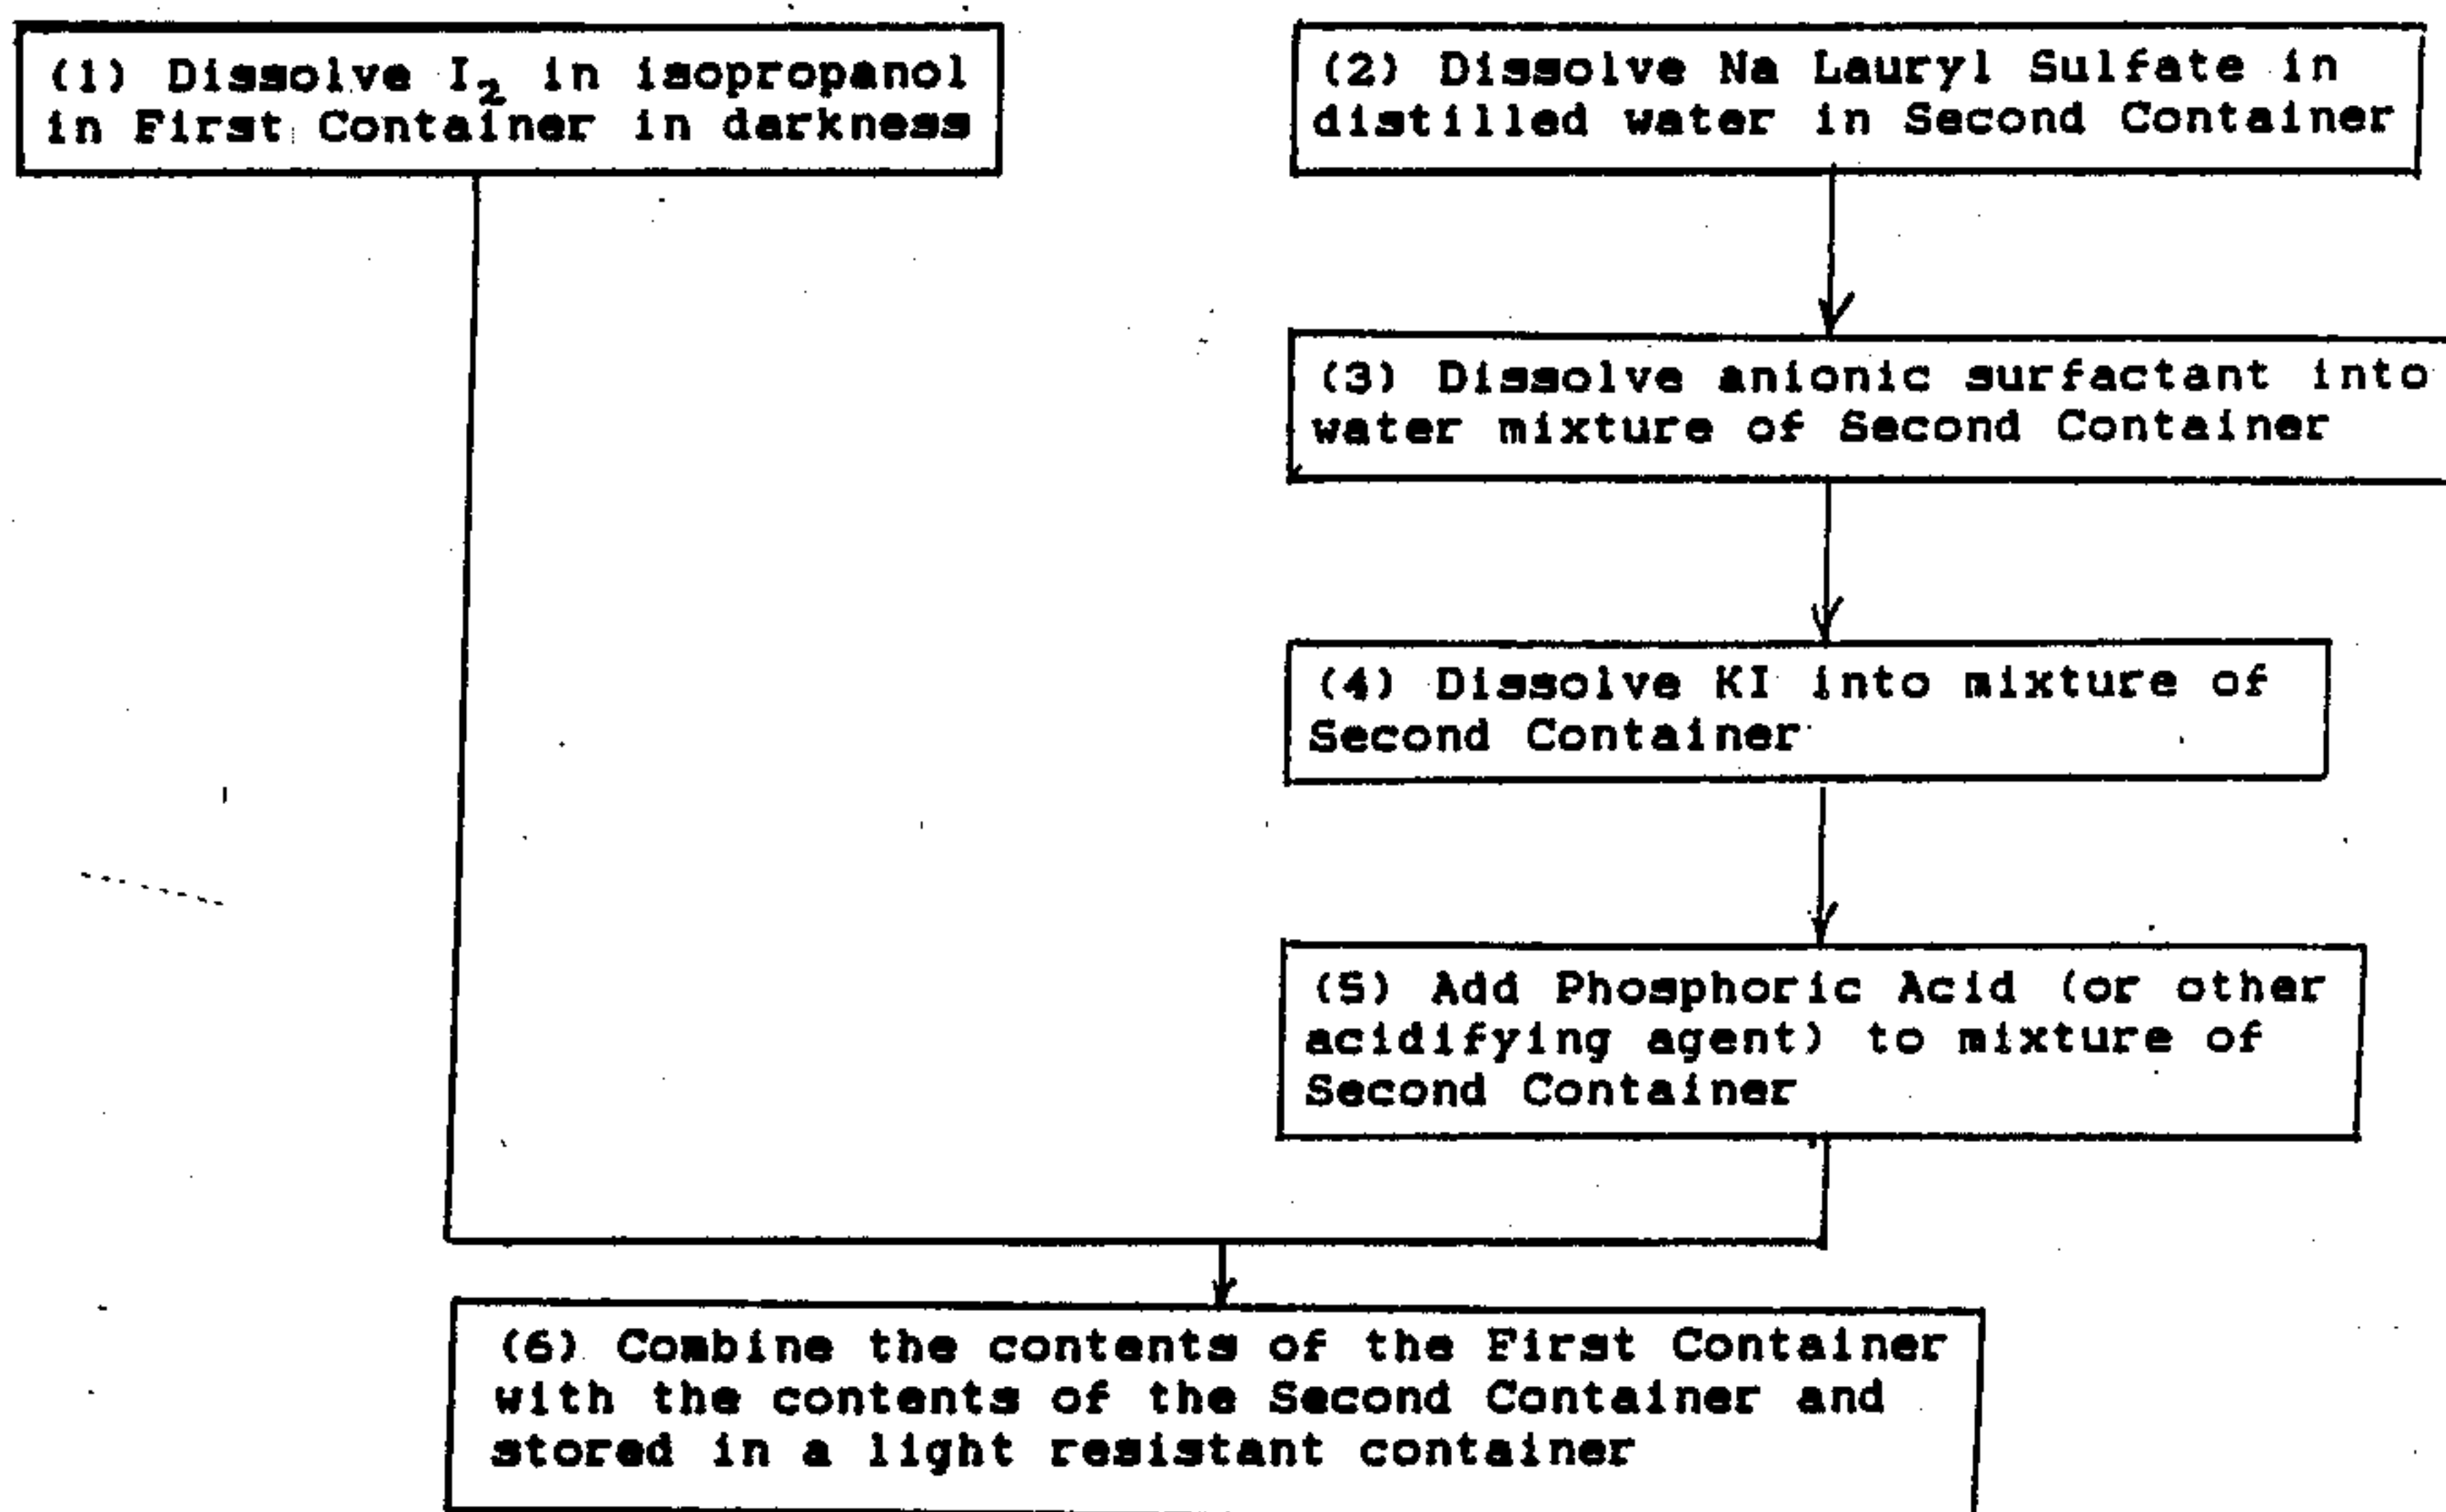 (1) Dissolve I₂ in isopropanol
in First Container in darkness
(2) Dissolve Na Lauryl Sulfate in
distilled water in Second Container
(3) Dissolve anionic surfactant into
water mixture of Second Container
(4) Dissolve KI into mixture of
Second Container
(5) Add Phosphoric Acid (or other
acidifying agent) to mixture of
Second Container
(6) Combine the contents of the First Container
with the contents of the Second Container and
stored in a light resistant container